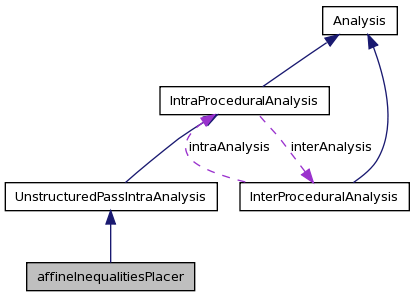 Analysis
IntraProceduralAnalysis
intraAnalysis
interAnalysis
UnstructuredPassIntraAnalysis
InterProceduralAnalysis
affineInequalitiesPlacer